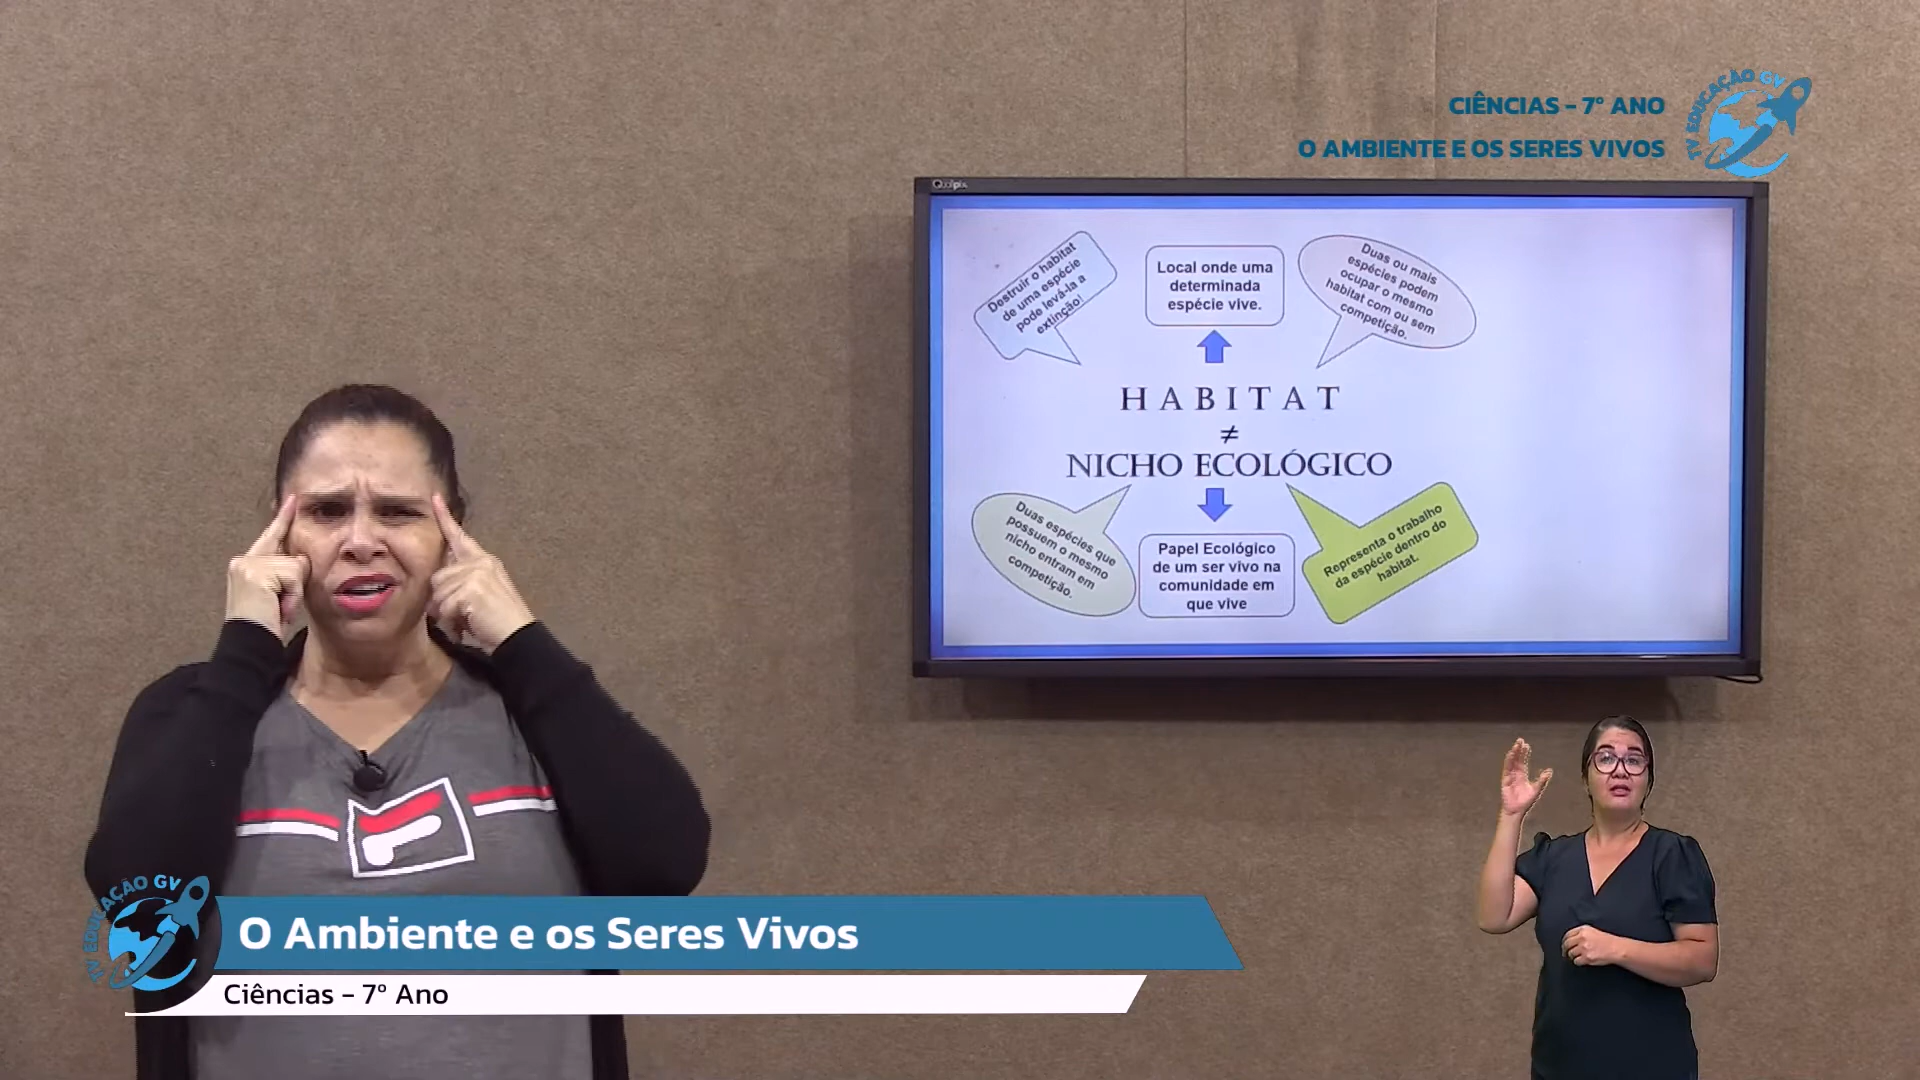 CIÊNCIAS - 7º ANO
O AMBIENTE E OS SERES VIVOS
TV EDUCAÇÃO GV
Qualipix
Destruir o habitat
de uma espécie
pode levá-la a
extinção!
Local onde uma
determinada
espécie vive.
Duas ou mais
espécies podem
ocupar o mesmo
habitat com ou sem
competição.
HABITAT
≠
NICHO ECOLÓGICO
Duas espécies que
possuem o mesmo
nicho entram em
competição.
Papel Ecológico
de um ser vivo na
comunidade em
que vive
Representa o trabalho
da espécie dentro do
habitat.
TV EDUCAÇÃO GV
O Ambiente e os Seres Vivos
Ciências - 7º Ano